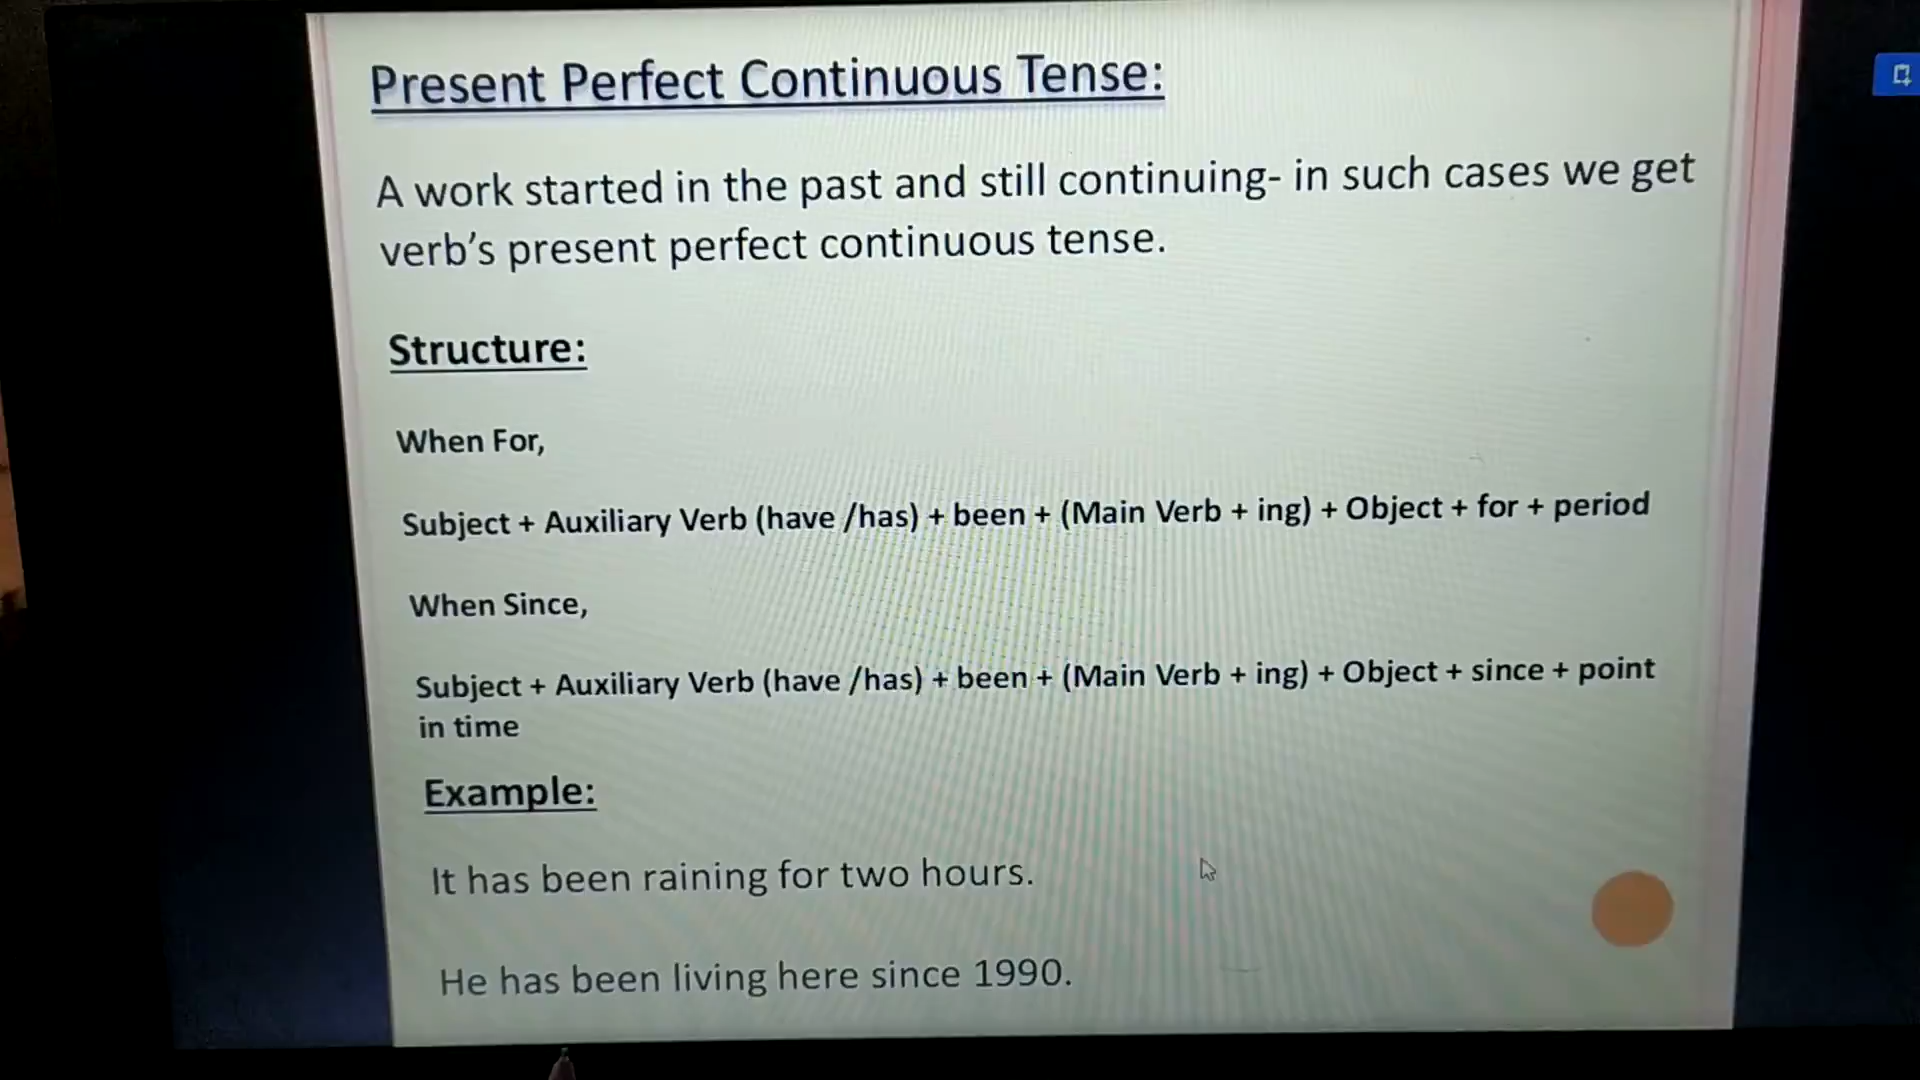 Present Perfect Continuous Tense:
A work started in the past and still continuing- in such cases we get
verb’s present perfect continuous tense.
Structure:
When For,
Subject + Auxiliary Verb (have /has) + been + (Main Verb + ing) + Object + for + period
When Since,
Subject + Auxiliary Verb (have /has) + been + (Main Verb + ing) + Object + since + point
in time
Example:
It has been raining for two hours.
He has been living here since 1990.